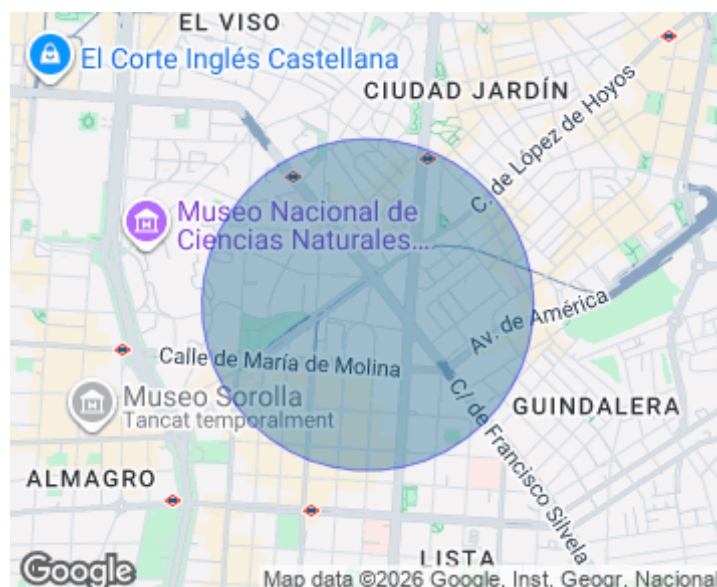 EL VISO
El Corte Inglés Castellana
CIUDAD JARDÍN
C. de López de Hoyos
Museo Nacional de
Ciencias Naturales...
Av. de América
Calle de María de Molina
Museo Sorolla
Tancat temporalment
C/ de Francisco Silvela
GUINDALERA
ALMAGRO
LISTA
Google
Map data ©2026 Google, Inst. Geogr. Nacional